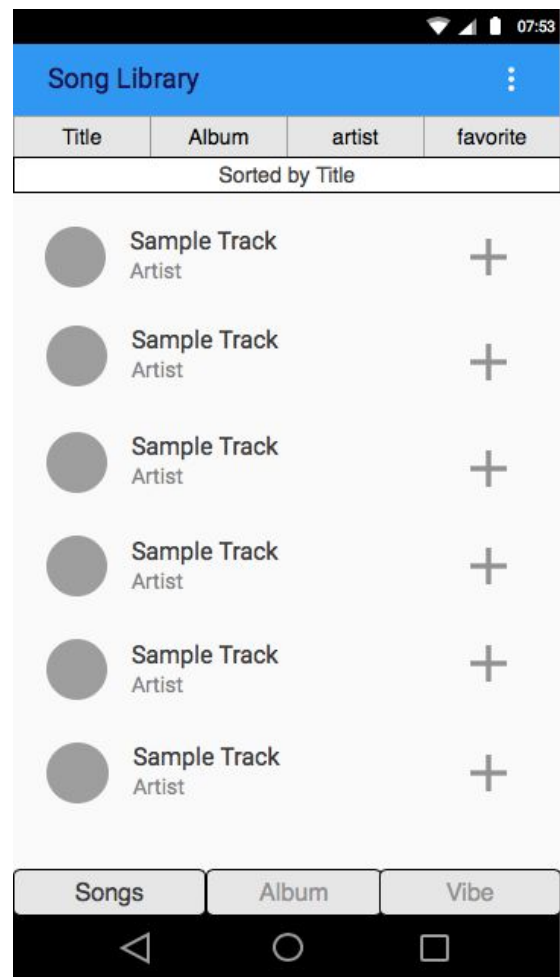 07:53
Song Library
Title Album artist favorite
Sorted by Title
Sample Track
Artist
Sample Track
Artist
Sample Track
Artist
Sample Track
Artist
Sample Track
Artist
Sample Track
Artist
Songs Album Vibe